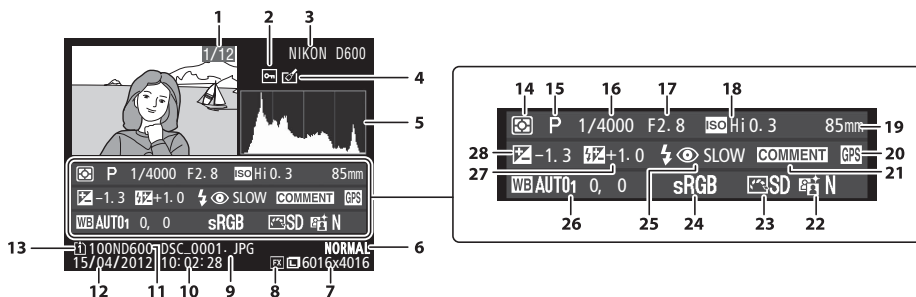 1 2 3
1/12 NIKON D600
4
5
P 1/4000 F2.8 ISO Hi 0.3 85mm
-1.3 +1.0 SLOW COMMENT
WB AUTO1 0, 0 sRGB SD N
13 1 100ND600 DSC_0001.JPG NORMAL 6
15/04/2012 10:02:28 FX 6016x4016
12 11 10 9 8 7
14 15 16 17 18
P 1/4000 F2.8 ISO Hi 0.3 85mm 19
28 -1.3 +1.0 SLOW COMMENT GPS 20
27 21
WB AUTO1 0, 0 sRGB SD N
26 25 24 23 22